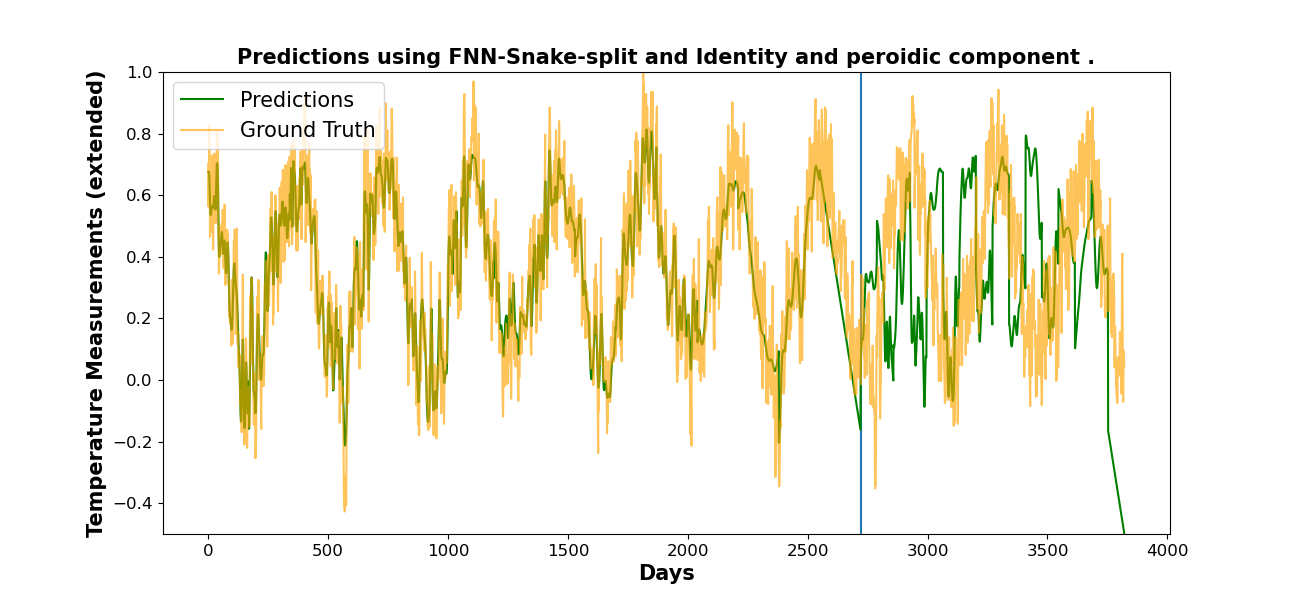 Predictions using FNN-Snake-split and Identity and peroidic component .
Temperature Measurements (extended)
1.0
0.8
0.6
0.4
0.2
0.0
−0.2
−0.4
Predictions
Ground Truth
0 500 1000 1500 2000 2500 3000 3500 4000
Days